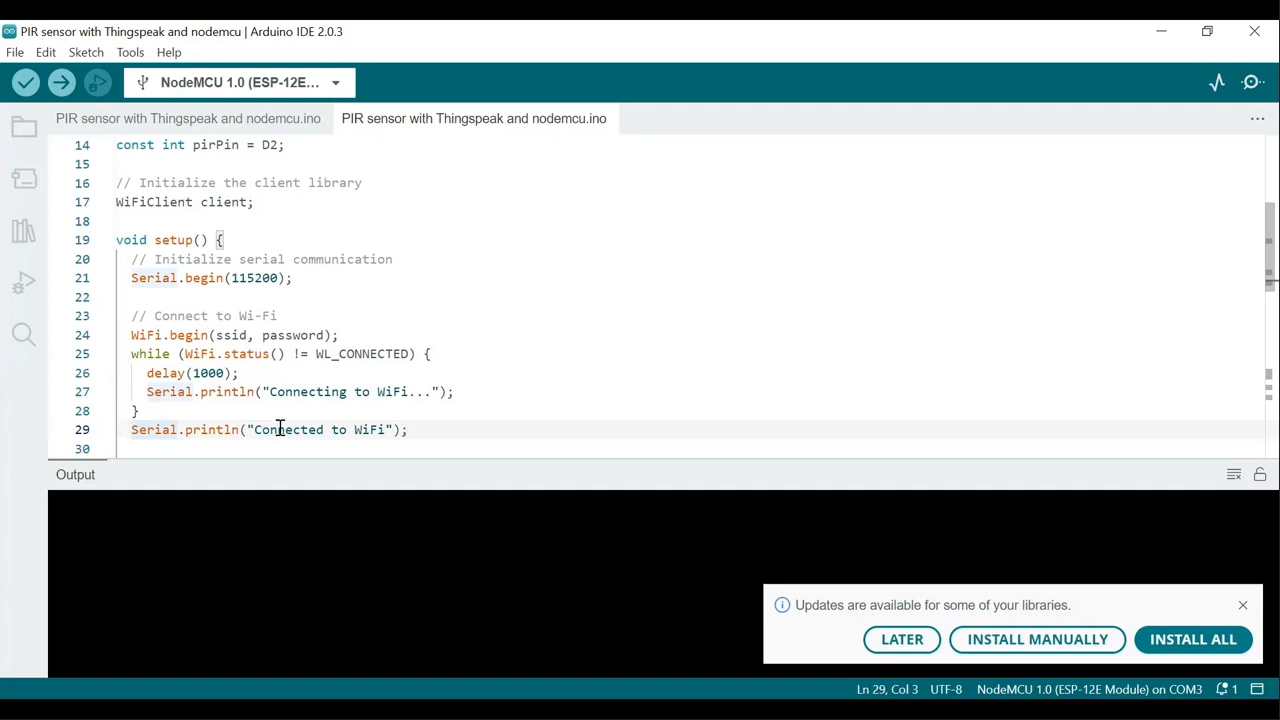 PIR sensor with Thingspeak and nodemcu | Arduino IDE 2.0.3
File Edit Sketch Tools Help
NodeMCU 1.0 (ESP-12E...
PIR sensor with Thingspeak and nodemcu.ino PIR sensor with Thingspeak and nodemcu.ino
14 const int pirPin = D2;
15
16 // Initialize the client library
17 WiFiClient client;
18
19 void setup() {
20 // Initialize serial communication
21 Serial.begin(115200);
22
23 // Connect to Wi-Fi
24 WiFi.begin(ssid, password);
25 while (WiFi.status() != WL_CONNECTED) {
26 delay(1000);
27 Serial.println("Connecting to WiFi...");
28 }
29 Serial.println("Connected to WiFi");
30
Output
Updates are available for some of your libraries.
LATER INSTALL MANUALLY INSTALL ALL
Ln 29, Col 3 UTF-8 NodeMCU 1.0 (ESP-12E Module) on COM3 1